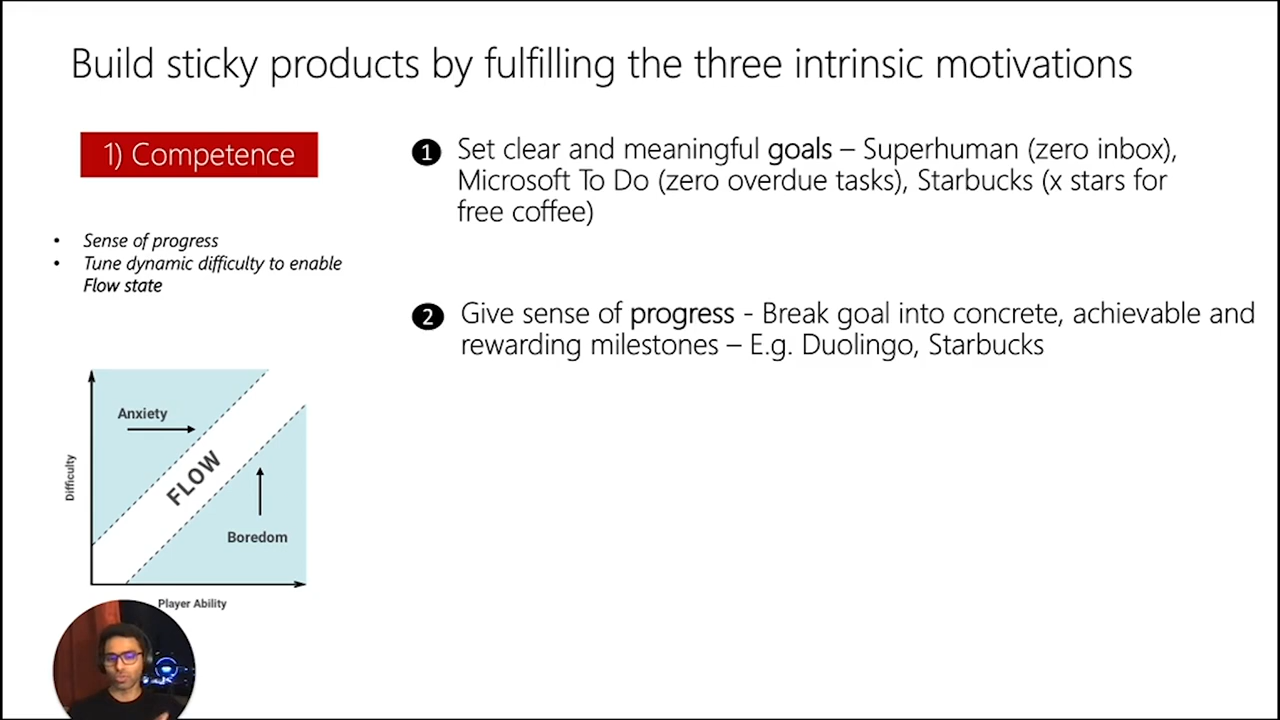 Build sticky products by fulfilling the three intrinsic motivations
1) Competence
• Sense of progress
• Tune dynamic difficulty to enable
Flow state
1 Set clear and meaningful goals – Superhuman (zero inbox),
Microsoft To Do (zero overdue tasks), Starbucks (x stars for
free coffee)
2 Give sense of progress - Break goal into concrete, achievable and
rewarding milestones – E.g. Duolingo, Starbucks
Anxiety
FLOW
Boredom
Difficulty
Player Ability